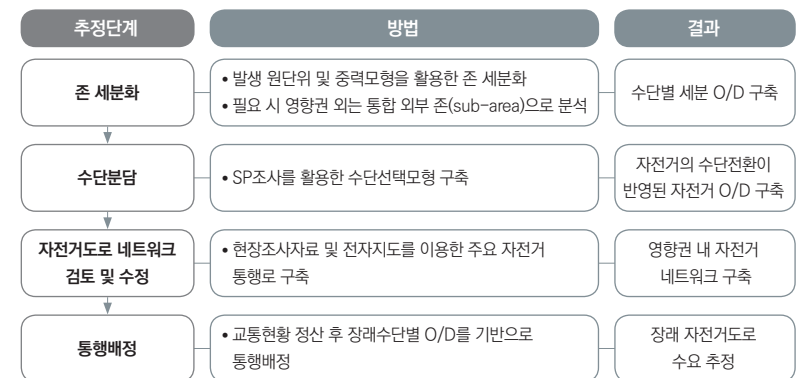 추정단계
방법
결과
존 세분화
• 발생 원단위 및 중력모형을 활용한 존 세분화
• 필요 시 영향권 외는 통합 외부 존(sub-area)으로 분석
수단별 세분 O/D 구축
수단분담
• SP조사를 활용한 수단선택모형 구축
자전거의 수단전환이
반영된 자전거 O/D 구축
자전거도로 네트워크
검토 및 수정
• 현장조사자료 및 전자지도를 이용한 주요 자전거
통행로 구축
영향권 내 자전거
네트워크 구축
통행배정
• 교통현황 정산 후 장래수단별 O/D를 기반으로
통행배정
장래 자전거도로
수요 추정